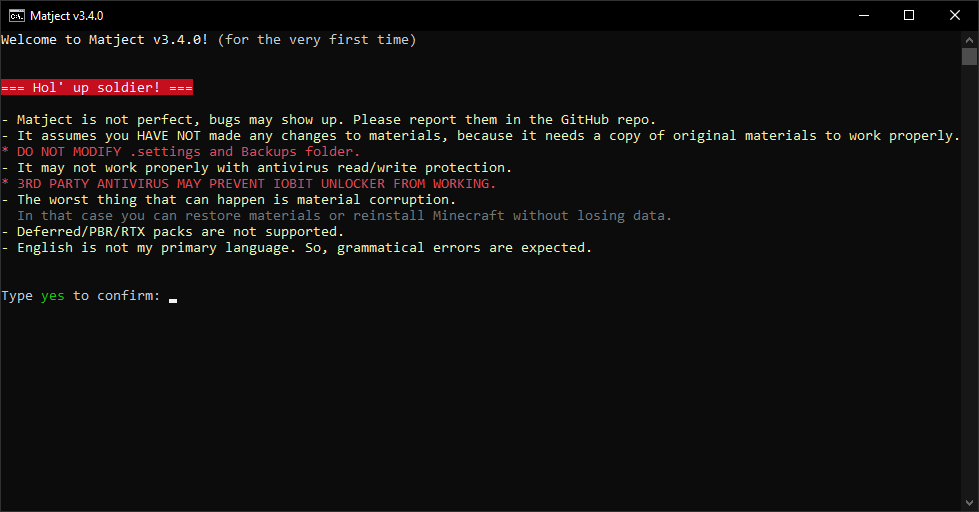 Matject v3.4.0
Welcome to Matject v3.4.0! (for the very first time)
=== Hol' up soldier! ===
- Matject is not perfect, bugs may show up. Please report them in the GitHub repo.
- It assumes you HAVE NOT made any changes to materials, because it needs a copy of original materials to work properly.
* DO NOT MODIFY .settings and Backups folder.
- It may not work properly with antivirus read/write protection.
* 3RD PARTY ANTIVIRUS MAY PREVENT IOBIT UNLOCKER FROM WORKING.
- The worst thing that can happen is material corruption.
In that case you can restore materials or reinstall Minecraft without losing data.
- Deferred/PBR/RTX packs are not supported.
- English is not my primary language. So, grammatical errors are expected.
Type yes to confirm: